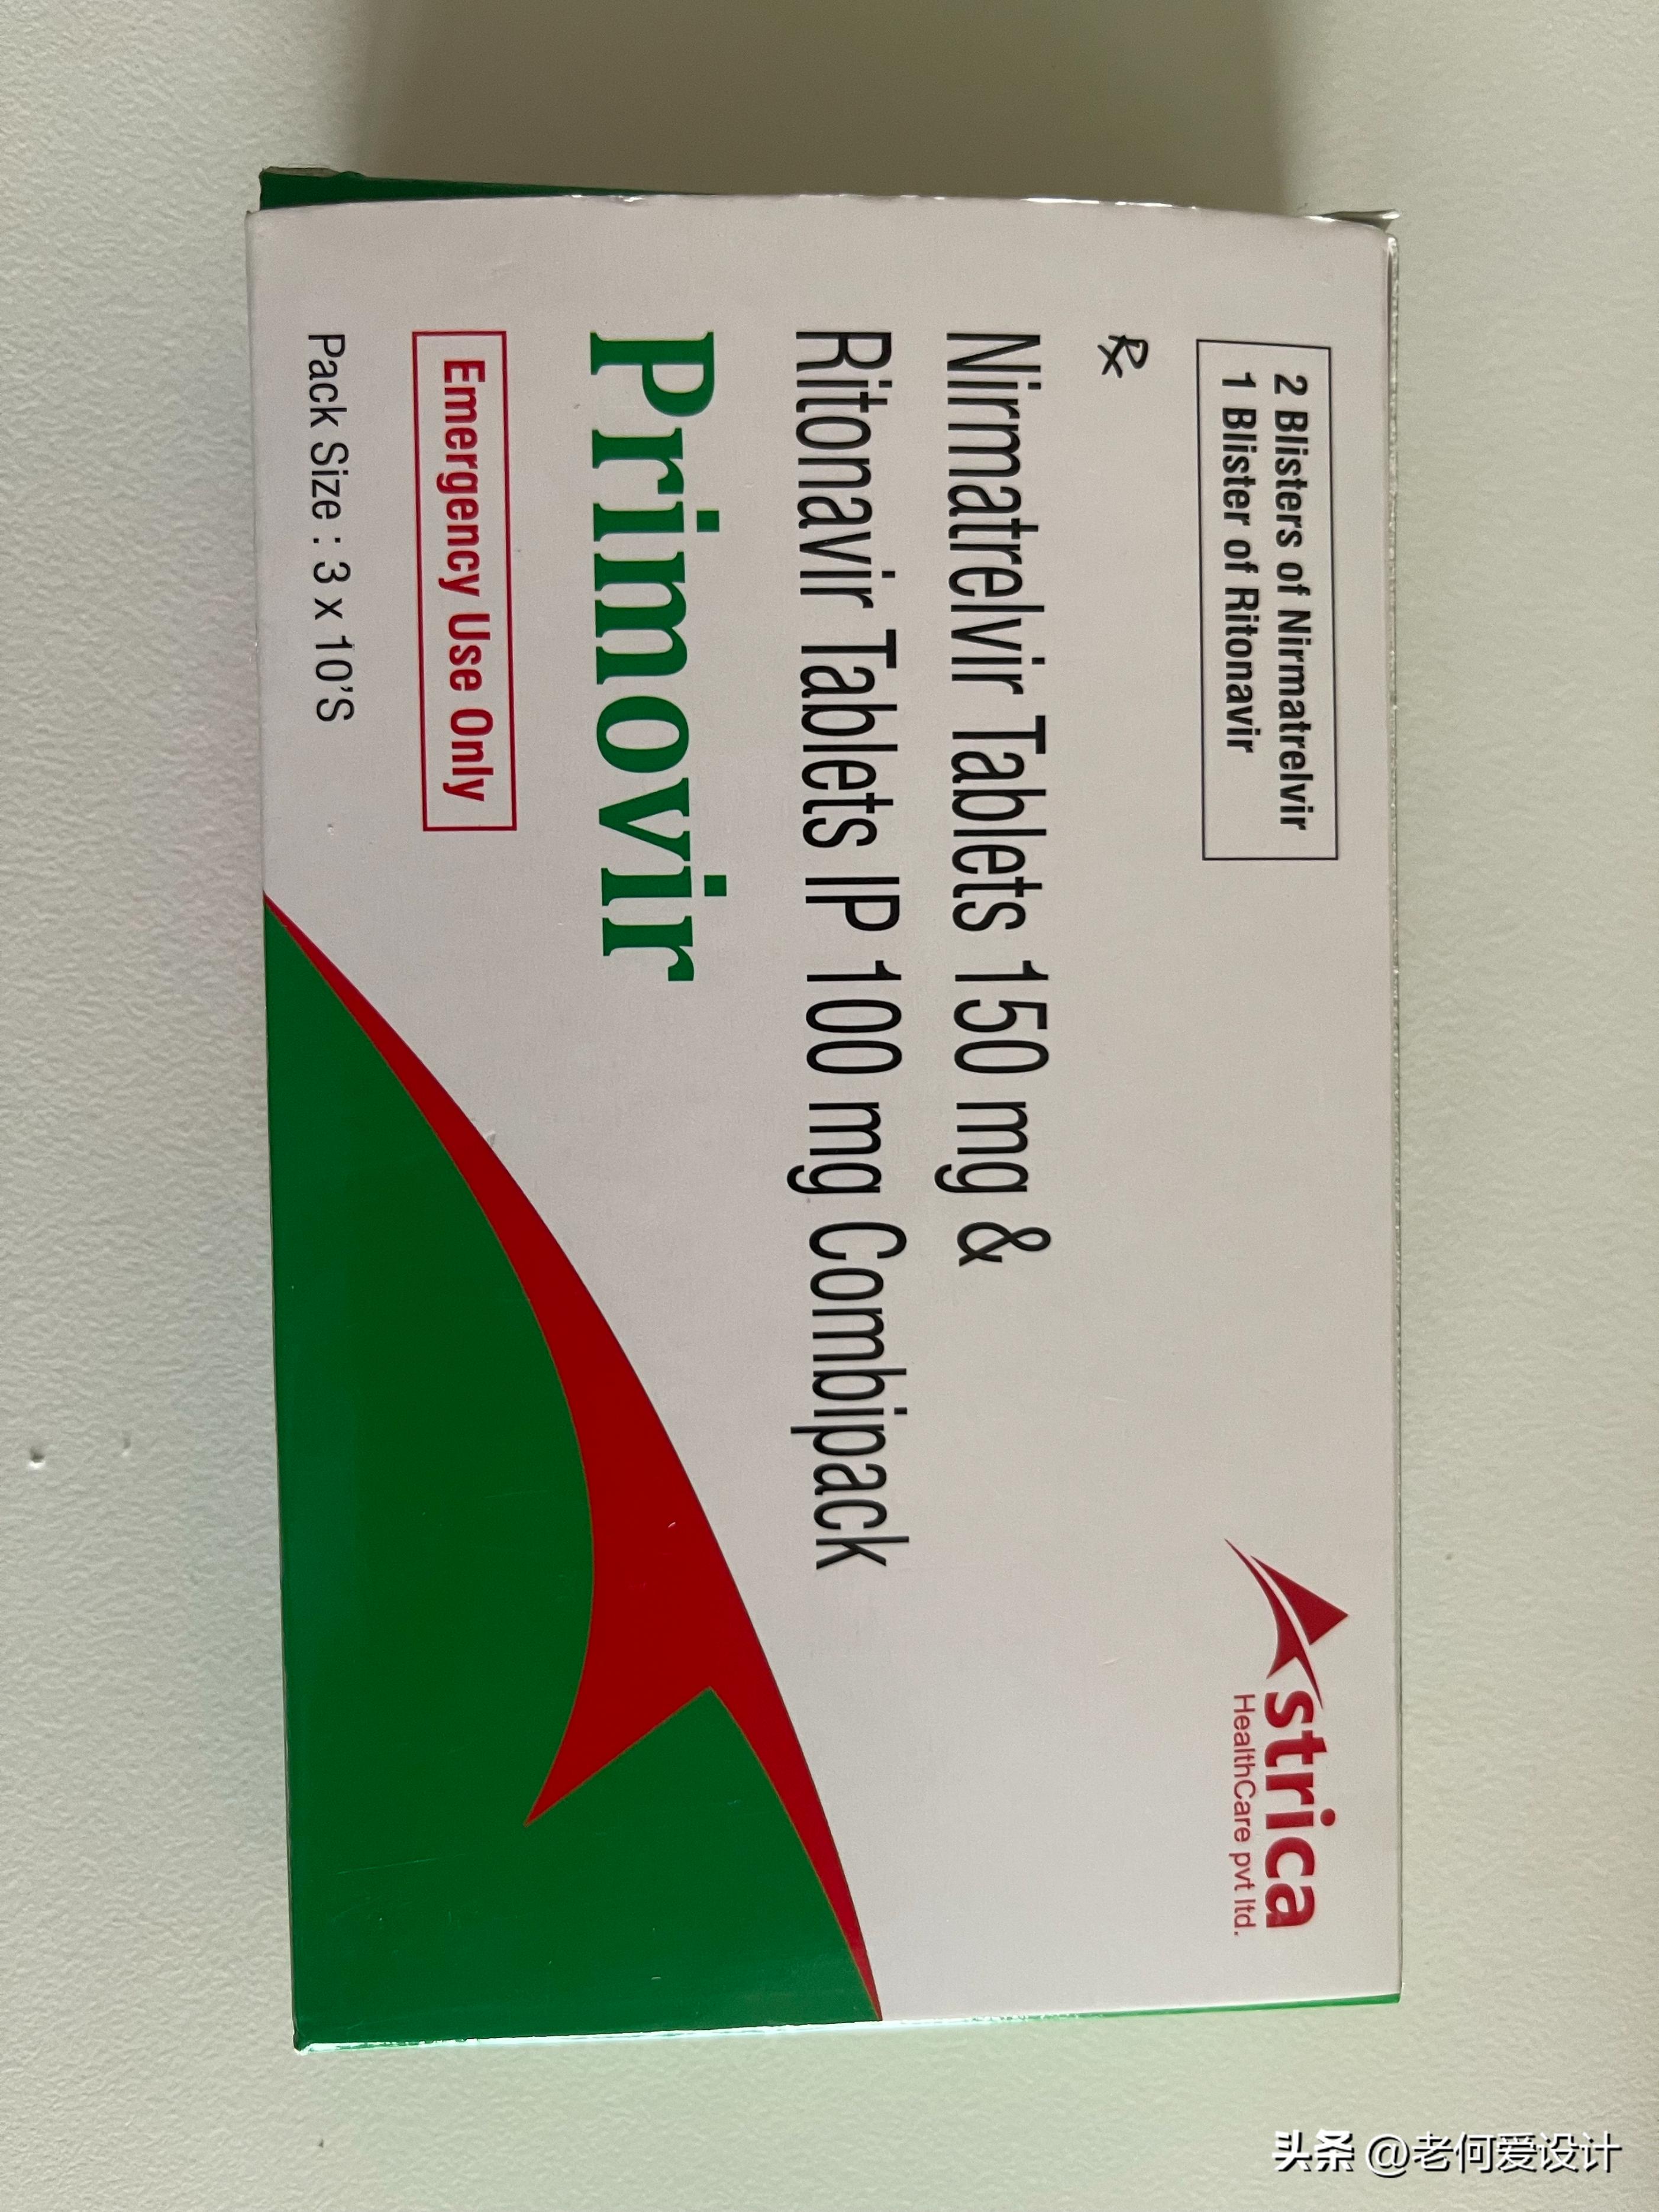 2 Blisters of Nirmatrelvir
1 Blister of Ritonavir
Astrica
HealthCare pvt ltd.
℞
Nirmatrelvir Tablets 150 mg &
Ritonavir Tablets IP 100 mg Combipack
Primovir
Emergency Use Only
Pack Size : 3 x 10'S
头条 @老何爱设计